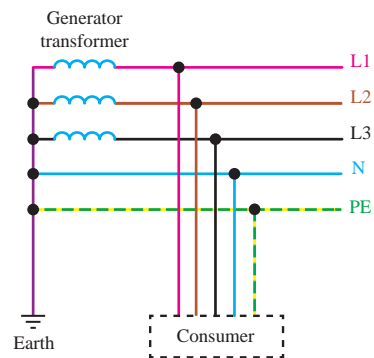 Generator
transformer
L1
L2
L3
N
PE
Earth
Consumer